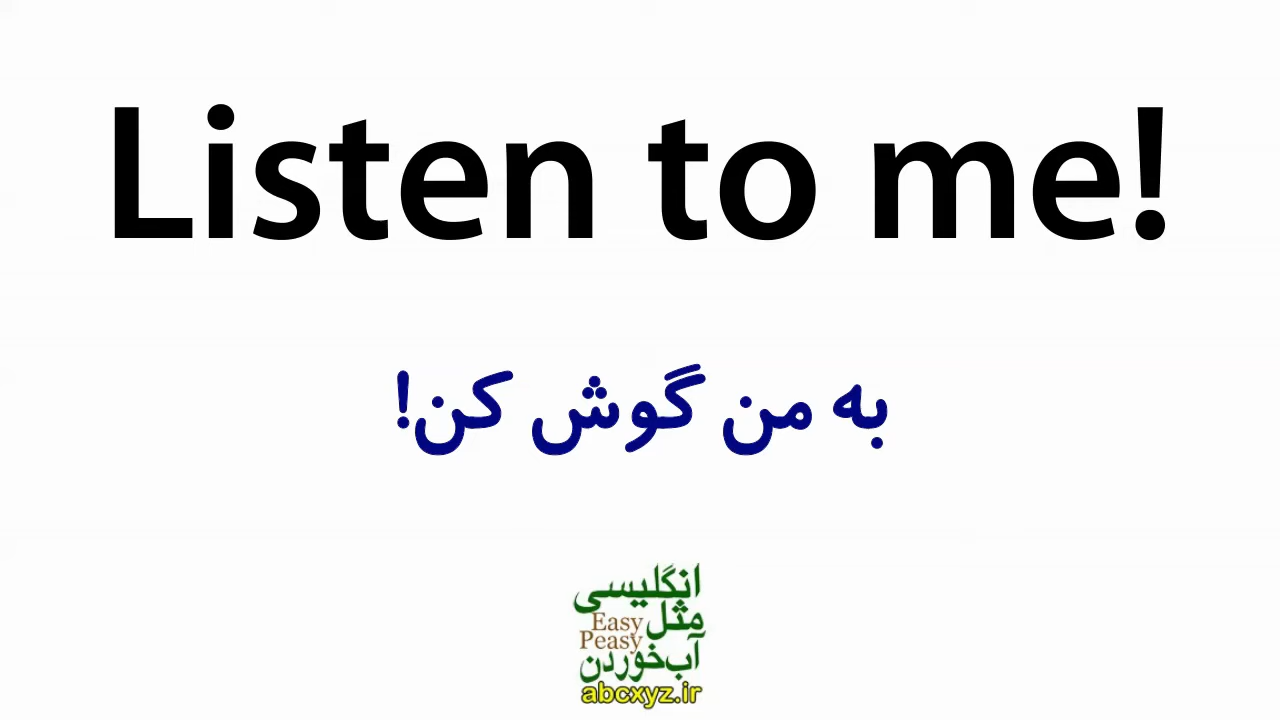 Listen to me!
به من گوش کن!
انگلیسی
مثل
Easy
Peasy
آب‌خوردن
abcxyz.ir